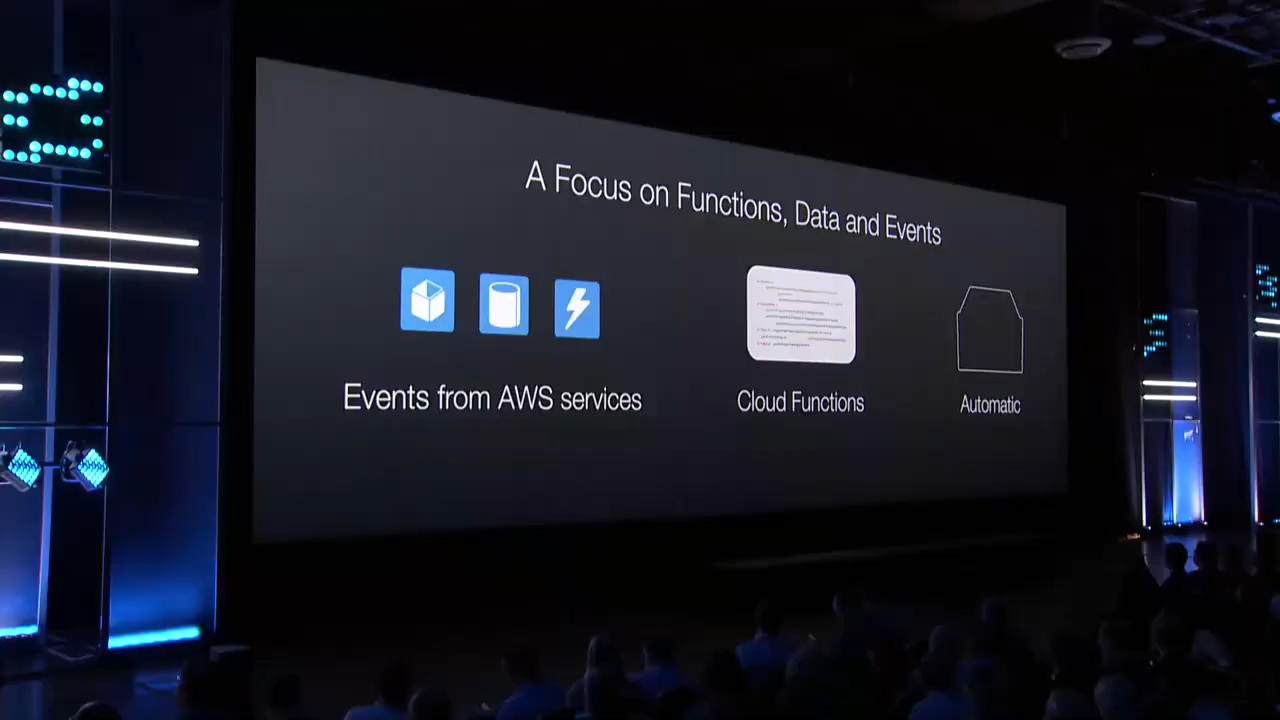 A Focus on Functions, Data and Events
Events from AWS services
Cloud Functions
Automatic